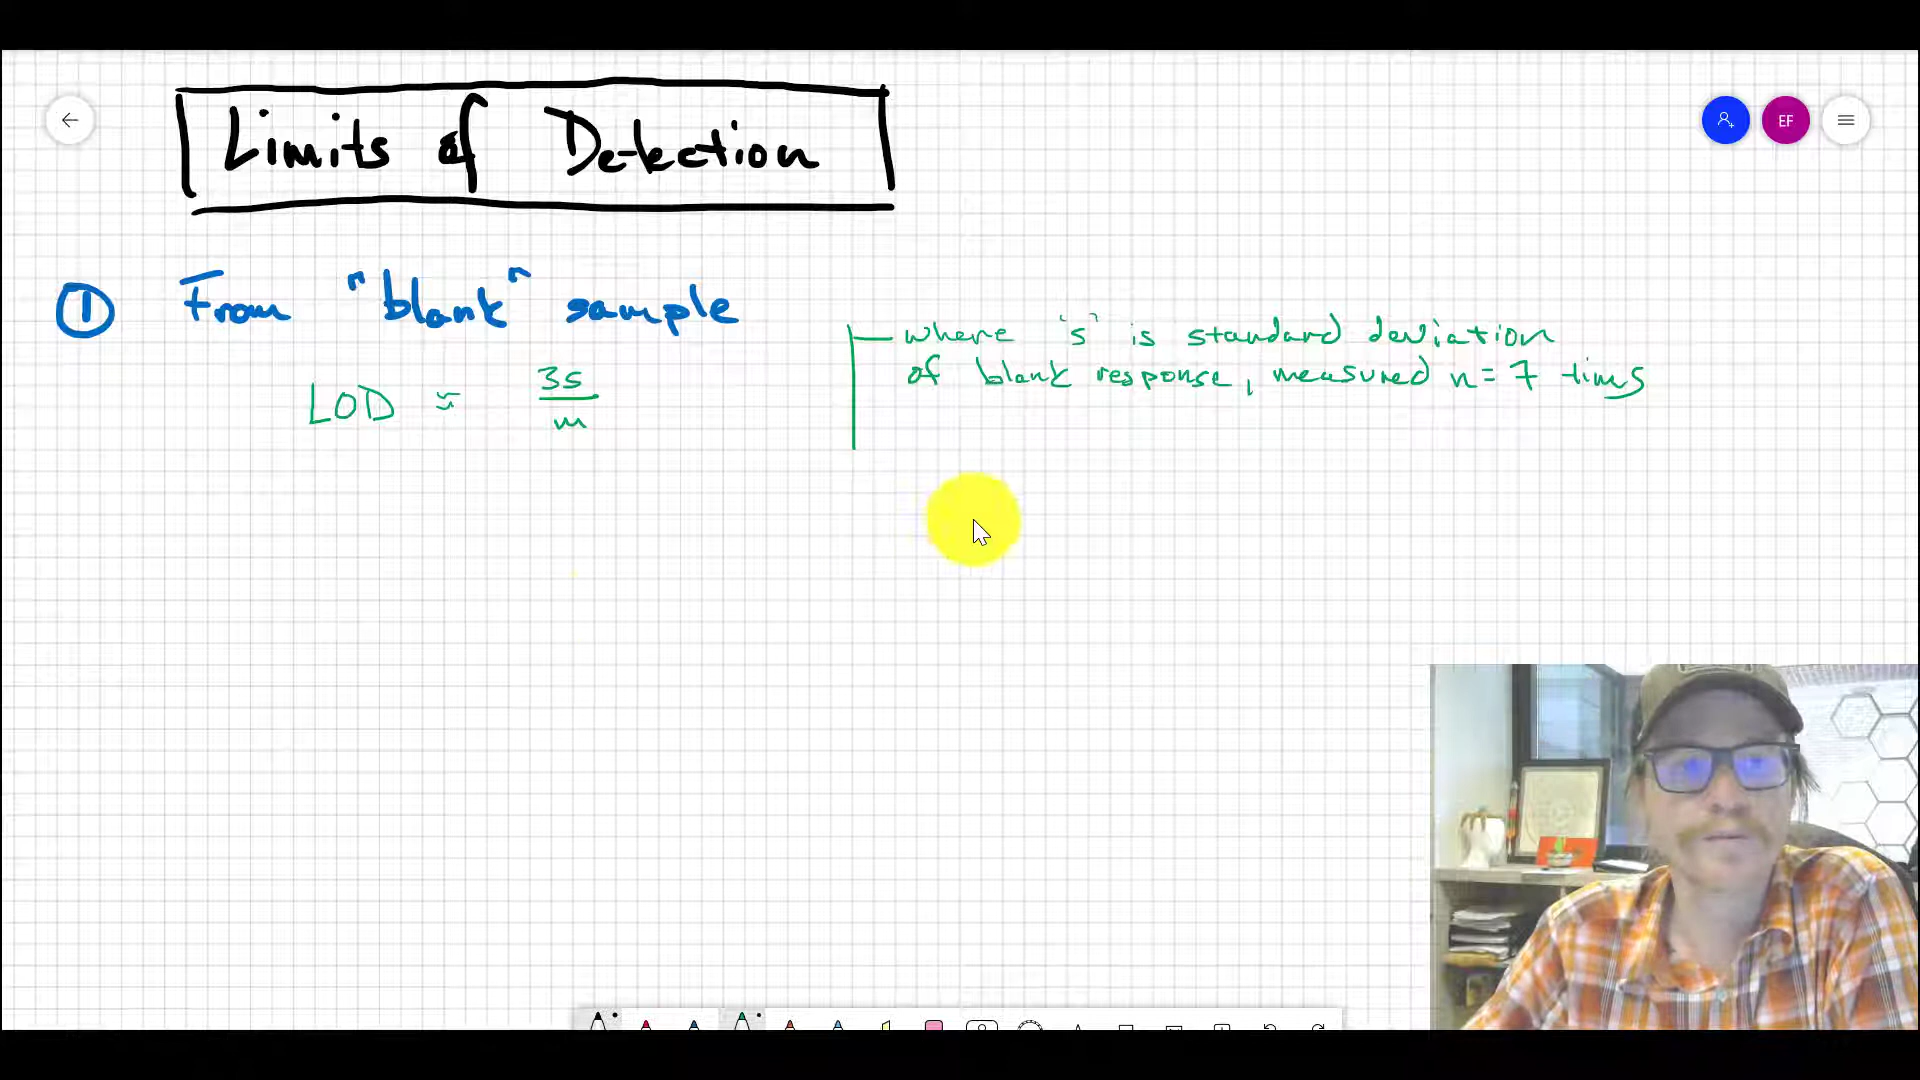 Limits of Detection
EF
① From "blank" sample
where 's' is standard deviation
of blank response, measured n = 7 times
LOD ≈ 3s
m